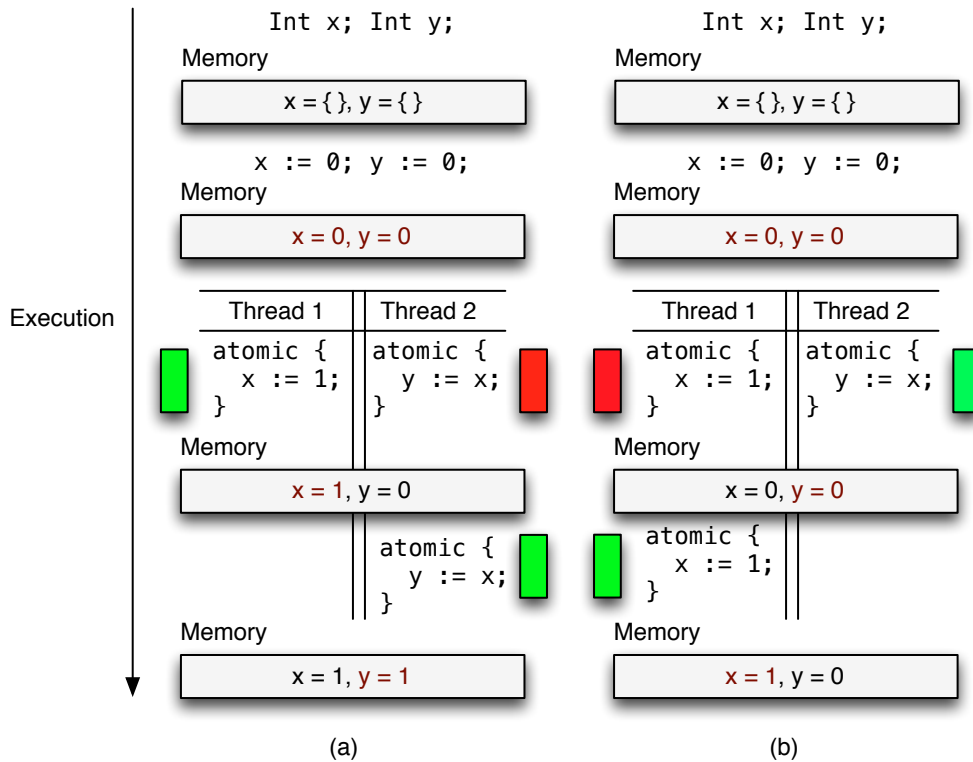 Int x; Int y;
Memory
x = { }, y = { }
x := 0; y := 0;
Memory
x = 0, y = 0
Execution
Thread 1
Thread 2
atomic {
x := 1;
}
atomic {
y := x;
}
Memory
x = 1, y = 0
atomic {
y := x;
}
Memory
x = 1, y = 1
(a)
Int x; Int y;
Memory
x = { }, y = { }
x := 0; y := 0;
Memory
x = 0, y = 0
Thread 1
Thread 2
atomic {
x := 1;
}
atomic {
y := x;
}
Memory
x = 0, y = 0
atomic {
x := 1;
}
Memory
x = 1, y = 0
(b)